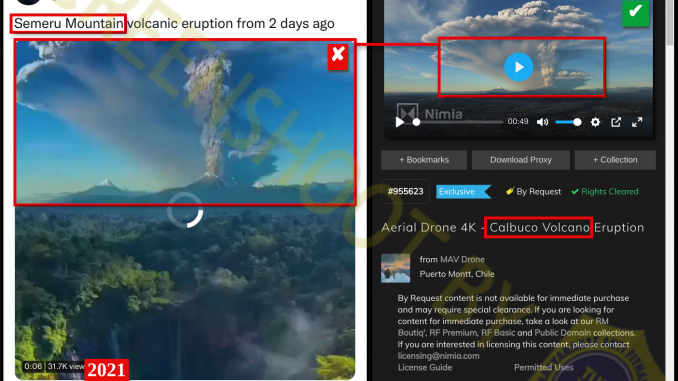 Semeru Mountain volcanic eruption from 2 days ago
0:06 31.7K view
2021
Nimia
00:49
+ Bookmarks
Download Proxy
+ Collection
#955623
Exclusive
By Request
Rights Cleared
Aerial Drone 4K - Calbuco Volcano Eruption
from MAV Drone
Puerto Montt, Chile
By Request content is not available for immediate purchase
and may require special clearance. If you are looking for
content for immediate purchase, take a look at our RM
Boutiq', RF Premium, RF Basic and Public Domain collections.
If you are interested in licensing this content, please contact
licensing@nimia.com
License Guide
Permitted Uses
SCREENSHOT BY